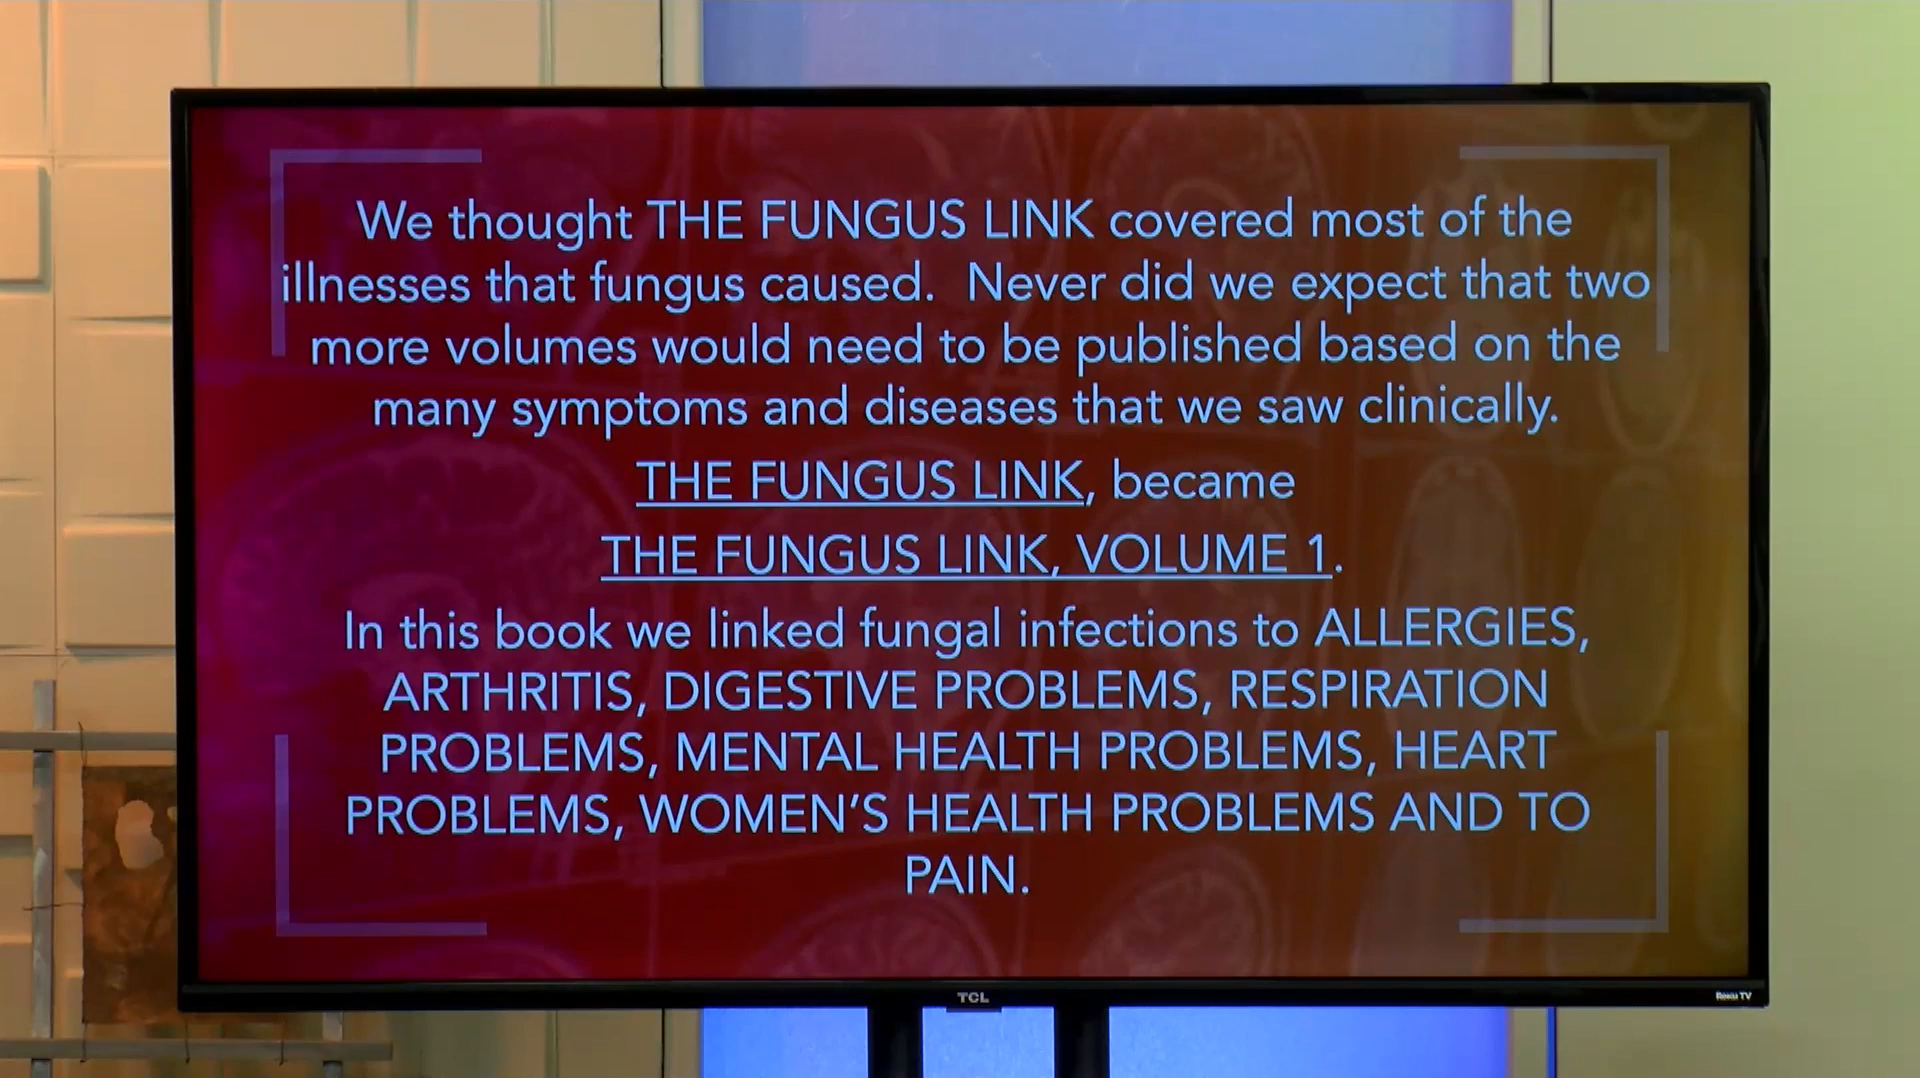 We thought THE FUNGUS LINK covered most of the
illnesses that fungus caused.  Never did we expect that two
more volumes would need to be published based on the
many symptoms and diseases that we saw clinically.
THE FUNGUS LINK, became
THE FUNGUS LINK, VOLUME 1.
In this book we linked fungal infections to ALLERGIES,
ARTHRITIS, DIGESTIVE PROBLEMS, RESPIRATION
PROBLEMS, MENTAL HEALTH PROBLEMS, HEART
PROBLEMS, WOMEN’S HEALTH PROBLEMS AND TO
PAIN.
TCL
Roku TV